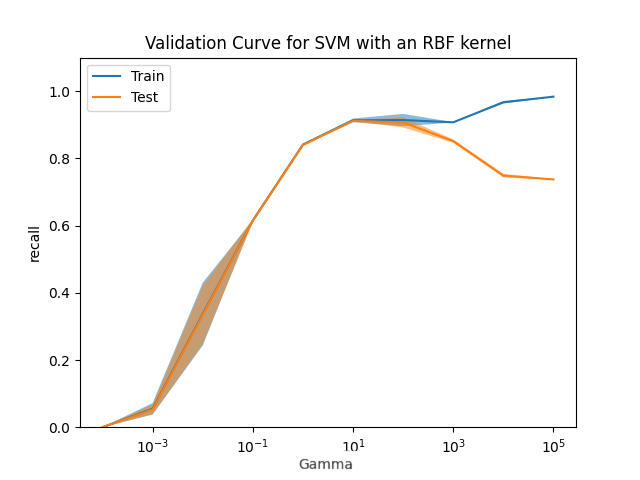 Validation Curve for SVM with an RBF kernel
Train
Test
1.0
0.8
0.6
0.4
0.2
0.0
recall
10⁻³ 10⁻¹ 10¹ 10³ 10⁵
Gamma